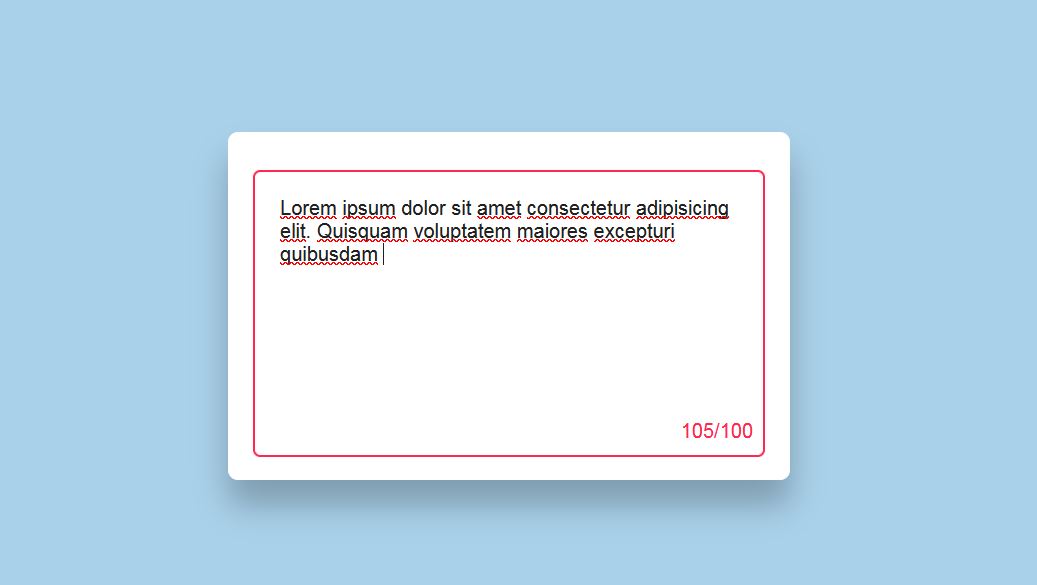 Lorem ipsum dolor sit amet consectetur adipisicing
elit. Quisquam voluptatem maiores excepturi
quibusdam
105/100